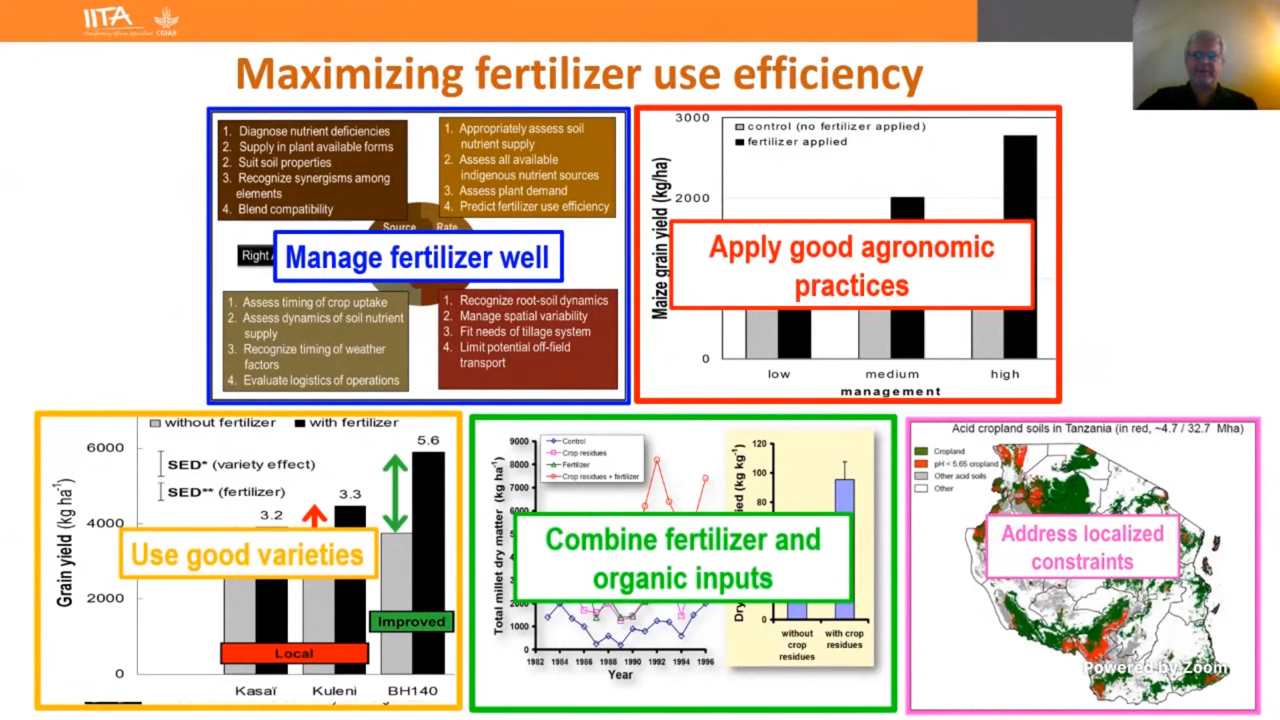 IITA
Transforming African Agriculture
CGIAR
Maximizing fertilizer use efficiency
1. Diagnose nutrient deficiencies
2. Supply in plant available forms
2. Suit soil properties
3. Recognize synergisms among
elements
4. Blend compatibility
1. Appropriately assess soil
nutrient supply
2. Assess all available
indigenous nutrient sources
3. Assess plant demand
4. Predict fertilizer use efficiency
Source Rate
Right
Manage fertilizer well
1. Assess timing of crop uptake
2. Assess dynamics of soil nutrient
supply
3. Recognize timing of weather
factors
4. Evaluate logistics of operations
1. Recognize root-soil dynamics
2. Manage spatial variability
3. Fit needs of tillage system
4. Limit potential off-field
transport
3000
2000
0
Maize grain yield (kg/ha)
control (no fertilizer applied)
fertilizer applied
Apply good agronomic
practices
low medium high
management
without fertilizer with fertilizer
6000
4000
2000
0
Grain yield (kg ha-1)
SED* (variety effect)
SED** (fertilizer)
3.2
3.3
5.6
Use good varieties
Improved
Local
Kasaï Kuleni BH140
9000
8000
7000
2000
1000
0
Total millet dry matter (kg ha-1)
Control
Crop residues
Fertilizer
Crop residues + fertilizer
1982 1984 1986 1987 1989 1990 1992 1994 1996
Year
120
100
80
0
kg kg-1)
without
crop
residues
with crop
residues
Combine fertilizer and
organic inputs
Acid cropland soils in Tanzania (in red, ~4.7 / 32.7 Mha)
Cropland
pH < 5.65 cropland
Other acid soils
Other
Address localized
constraints
Powered by Zoom